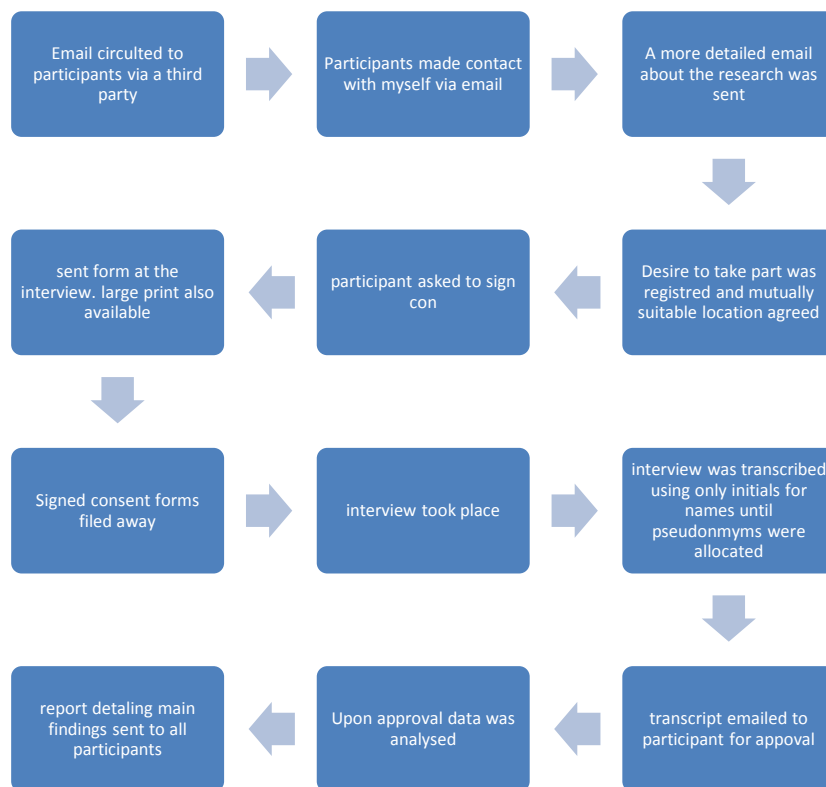 Email circulted to
participants via a third
party
Participants made contact
with myself via email
A more detailed email
about the research was
sent
Desire to take part was
registred and mutually
suitable location agreed
participant asked to sign
con
sent form at the
interview. large print also
available
Signed consent forms
filed away
interview took place
interview was transcribed
using only initials for
names until
pseudonmyms were
allocated
transcript emailed to
participant for appoval
Upon approval data was
analysed
report detaling main
findings sent to all
participants